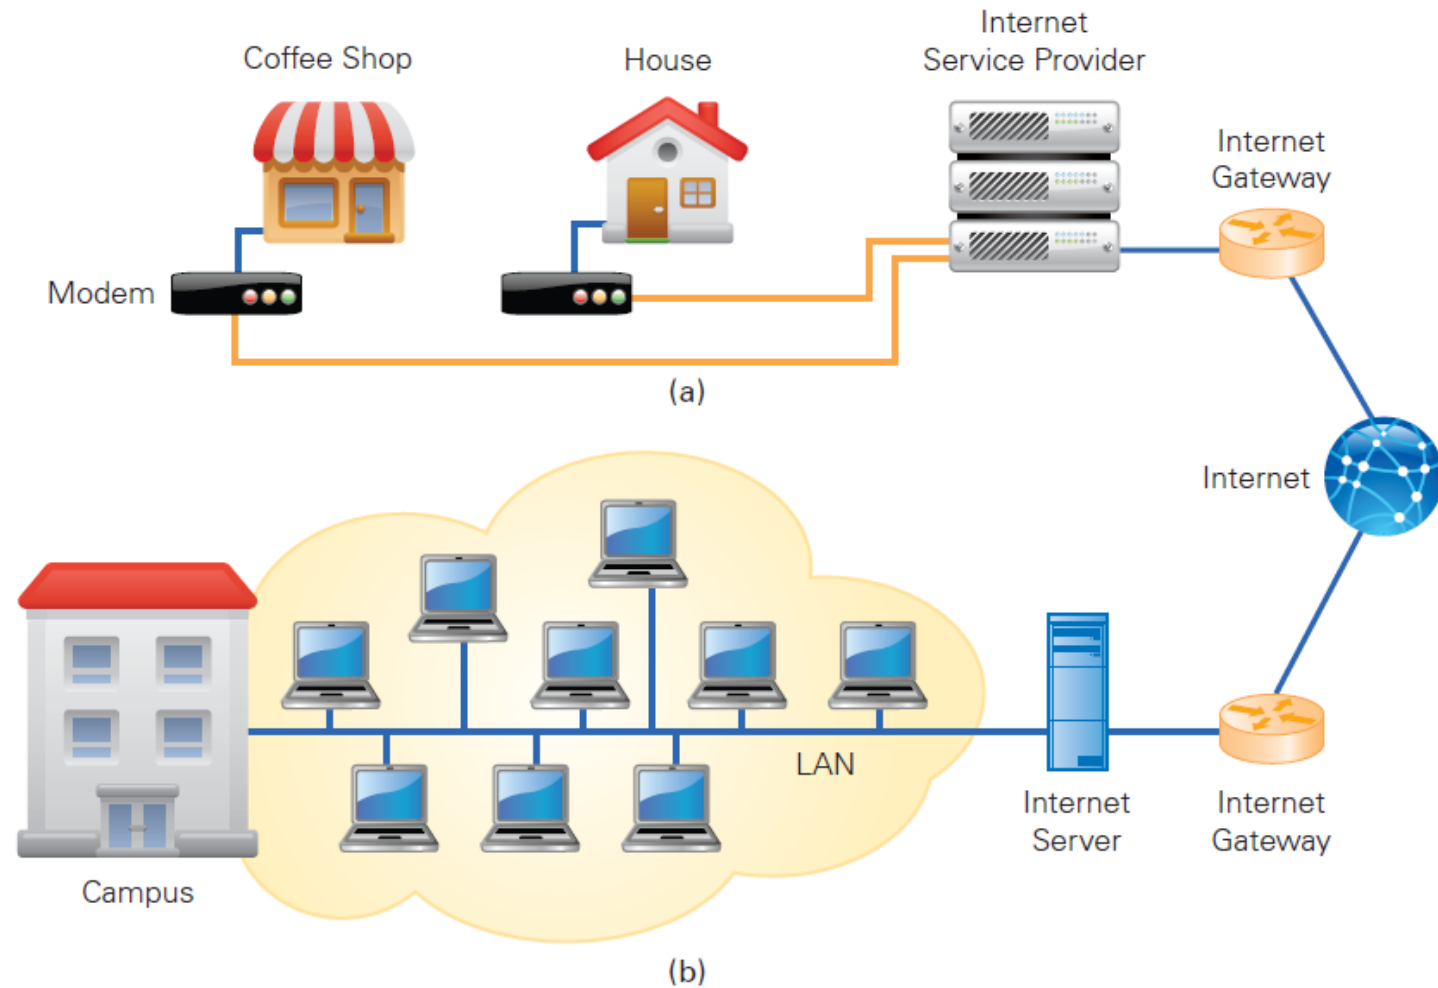 Coffee Shop
House
Internet
Service Provider
Internet
Gateway
Modem
(a)
Internet
LAN
Internet
Server
Internet
Gateway
Campus
(b)